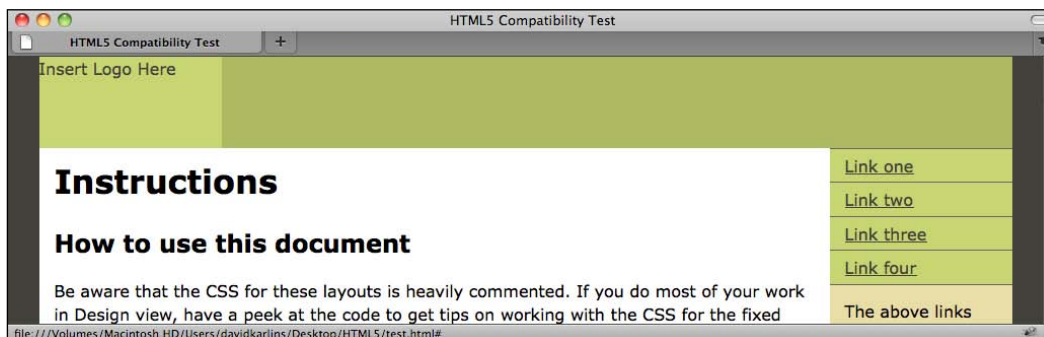 HTML5 Compatibility Test
HTML5 Compatibility Test
+
Insert Logo Here
Instructions
How to use this document
Be aware that the CSS for these layouts is heavily commented. If you do most of your work
in Design view, have a peek at the code to get tips on working with the CSS for the fixed
Link one
Link two
Link three
Link four
The above links
file:///Volumes/Macintosh HD/Users/davidkarlins/Desktop/HTML5/test.html#